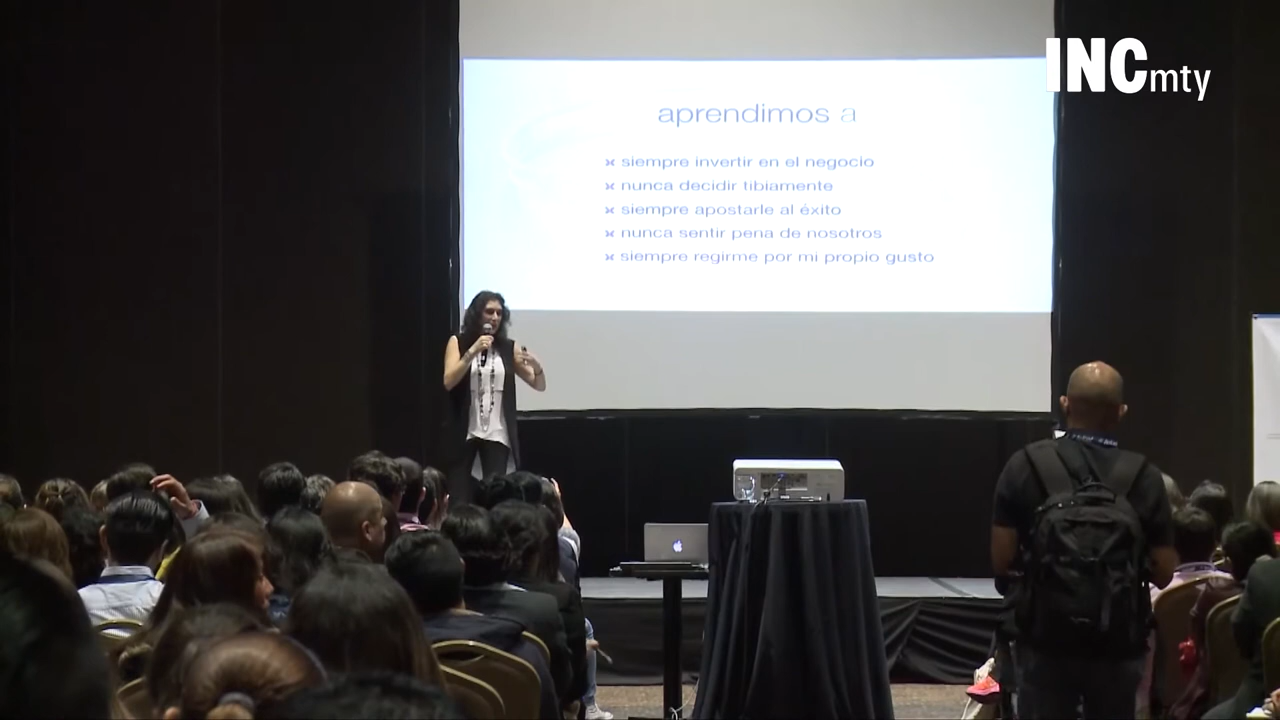 INCmty
aprendimos a
siempre invertir en el negocio
nunca decidir tibiamente
siempre apostarle al éxito
nunca sentir pena de nosotros
siempre regirme por mi propio gusto